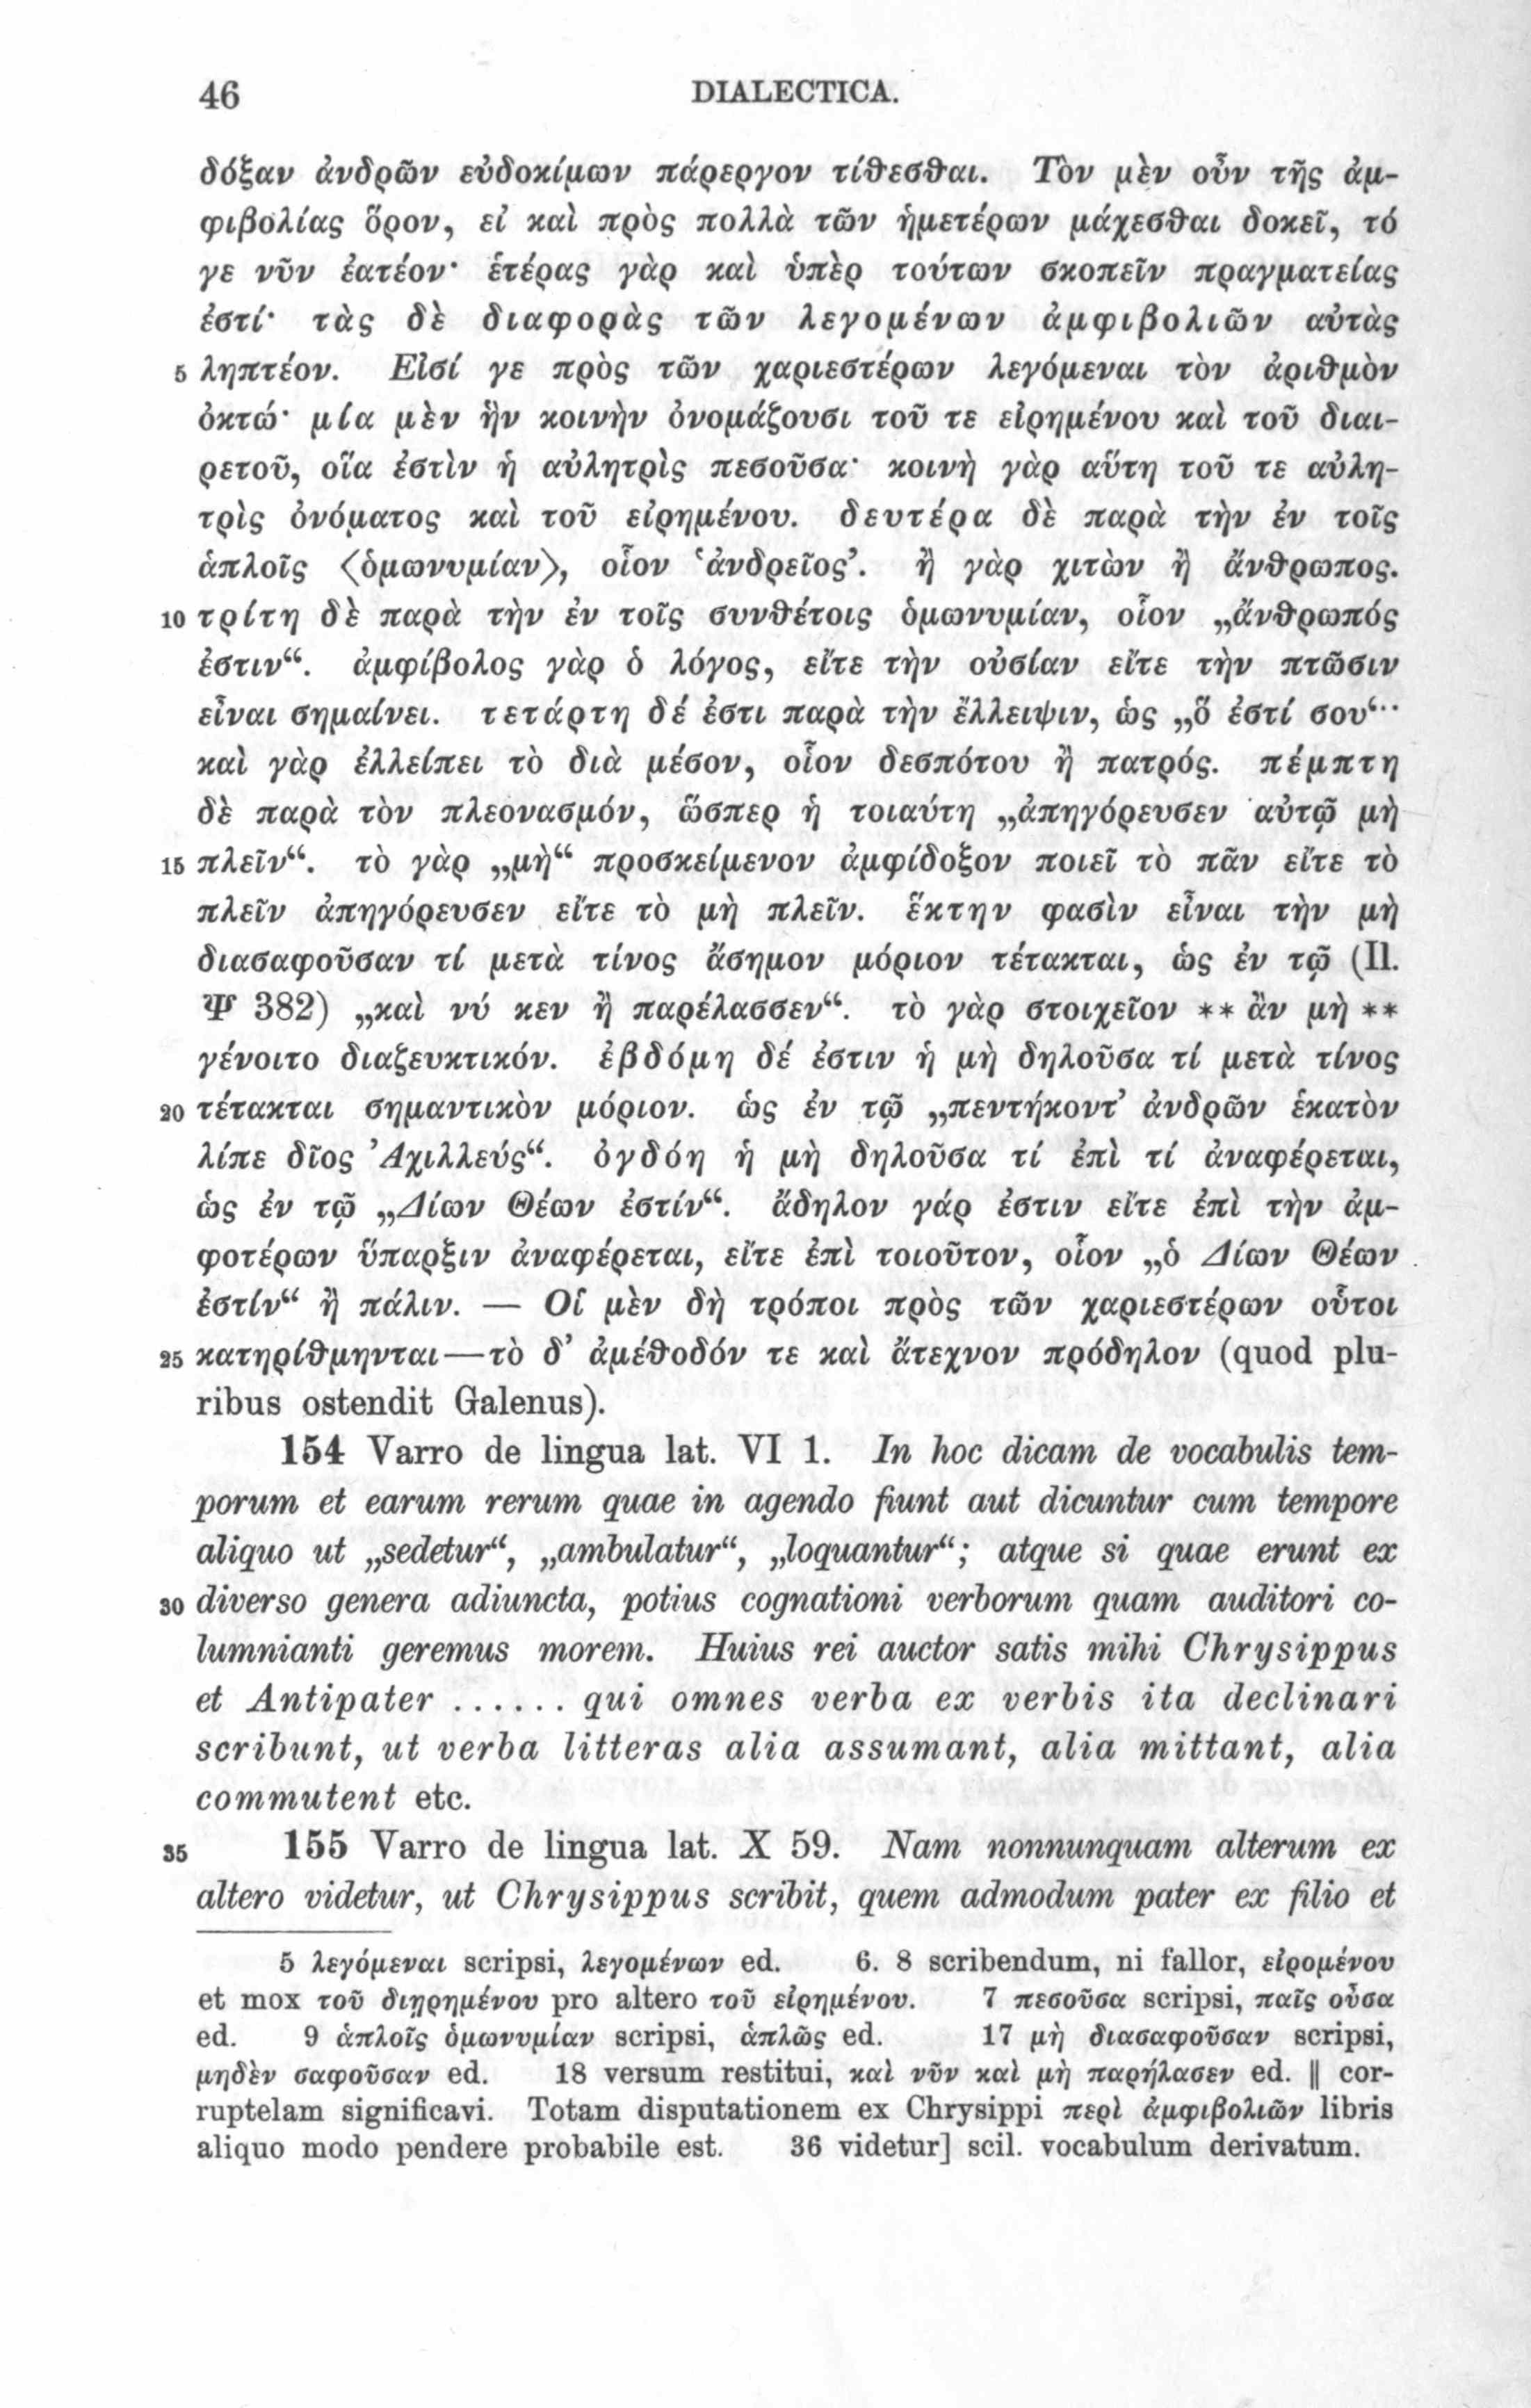 46 DIALECTICA.
δόξαν ἀνδρῶν εὐδοκίμων πάρεργον τίθεσθαι. Τὸν μὲν οὖν τῆς ἀμ-
φιβολίας ὅρον, εἰ καὶ πρὸς πολλὰ τῶν ἡμετέρων μάχεσθαι δοκεῖ, τό
γε νῦν ἐατέον· ἑτέρας γὰρ καὶ ὑπὲρ τούτων σκοπεῖν πραγματείας
ἐστί· τὰς δὲ διαφορὰς τῶν λεγομένων ἀμφιβολιῶν αὐτὰς
5 ληπτέον. Εἰσί γε πρὸς τῶν χαριεστέρων λεγόμεναι τὸν ἀριθμὸν
ὀκτώ· μία μὲν ἣν κοινὴν ὀνομάζουσι τοῦ τε εἰρημένου καὶ τοῦ διαι-
ρετοῦ, οἵα ἐστὶν ἡ αὐλητρὶς πεσοῦσα· κοινὴ γὰρ αὕτη τοῦ τε αὐλη-
τρὶς ὀνόματος καὶ τοῦ εἰρημένου. δευτέρα δὲ παρὰ τὴν ἐν τοῖς
ἁπλοῖς <ὁμωνυμίαν>, οἷον ‘ἀνδρεῖος’. ἢ γὰρ χιτὼν ἢ ἄνθρωπος.
10 τρίτη δὲ παρὰ τὴν ἐν τοῖς συνθέτοις ὁμωνυμίαν, οἷον „ἄνθρωπός
ἐστιν“. ἀμφίβολος γὰρ ὁ λόγος, εἴτε τὴν οὐσίαν εἴτε τὴν πτῶσιν
εἶναι σημαίνει. τετάρτη δέ ἐστι παρὰ τὴν ἔλλειψιν, ὡς „ὅ ἐστί σου“·
καὶ γὰρ ἐλλείπει τὸ διὰ μέσον, οἷον δεσπότου ἢ πατρός. πέμπτη
δὲ παρὰ τὸν πλεονασμόν, ὥσπερ ἡ τοιαύτη „ἀπηγόρευσεν αὐτῷ μὴ
15 πλεῖν“. τὸ γὰρ „μὴ“ προσκείμενον ἀμφίδοξον ποιεῖ τὸ πᾶν εἴτε τὸ
πλεῖν ἀπηγόρευσεν εἴτε τὸ μὴ πλεῖν. ἕκτην φασὶν εἶναι τὴν μὴ
διασαφοῦσαν τί μετὰ τίνος ἄσημον μόριον τέτακται, ὡς ἐν τῷ (Il.
Ψ 382) „καὶ νύ κεν ἢ παρέλασσεν“. τὸ γὰρ στοιχεῖον ** ἂν μὴ **
γένοιτο διαζευκτικόν. ἑβδόμη δέ ἐστιν ἡ μὴ δηλοῦσα τί μετὰ τίνος
20 τέτακται σημαντικὸν μόριον. ὡς ἐν τῷ „πεντήκοντ’ ἀνδρῶν ἑκατὸν
λίπε δῖος Ἀχιλλεύς“. ὀγδόη ἡ μὴ δηλοῦσα τί ἐπὶ τί ἀναφέρεται,
ὡς ἐν τῷ „Δίων Θέων ἐστίν“. ἄδηλον γάρ ἐστιν εἴτε ἐπὶ τὴν ἀμ-
φοτέρων ὕπαρξιν ἀναφέρεται, εἴτε ἐπὶ τοιοῦτον, οἷον „ὁ Δίων Θέων
ἐστίν“ ἢ πάλιν. — Οἱ μὲν δὴ τρόποι πρὸς τῶν χαριεστέρων οὗτοι
25 κατηρίθμηνται—τὸ δ’ ἀμέθοδόν τε καὶ ἄτεχνον πρόδηλον (quod plu-
ribus ostendit Galenus).
154 Varro de lingua lat. VI 1. In hoc dicam de vocabulis tem-
porum et earum rerum quae in agendo fiunt aut dicuntur cum tempore
aliquo ut „sedetur“, „ambulatur“, „loquantur“; atque si quae erunt ex
30 diverso genera adiuncta, potius cognationi verborum quam auditori co-
lumnianti geremus morem. Huius rei auctor satis mihi Chrysippus
et Antipater ...... qui omnes verba ex verbis ita declinari
scribunt, ut verba litteras alia assumant, alia mittant, alia
commutent etc.
35 155 Varro de lingua lat. X 59. Nam nonnunquam alterum ex
altero videtur, ut Chrysippus scribit, quem admodum pater ex filio et
5 λεγόμεναι scripsi, λεγομένων ed. 6. 8 scribendum, ni fallor, εἰρομένου
et mox τοῦ διῃρημένου pro altero τοῦ εἰρημένου. 7 πεσοῦσα scripsi, παῖς οὖσα
ed. 9 ἁπλοῖς ὁμωνυμίαν scripsi, ἁπλῶς ed. 17 μὴ διασαφοῦσαν scripsi,
μηδὲν σαφοῦσαν ed. 18 versum restitui, καὶ νῦν καὶ μὴ παρήλασεν ed. || cor-
ruptelam significavi. Totam disputationem ex Chrysippi περὶ ἀμφιβολιῶν libris
aliquo modo pendere probabile est. 36 videtur] scil. vocabulum derivatum.